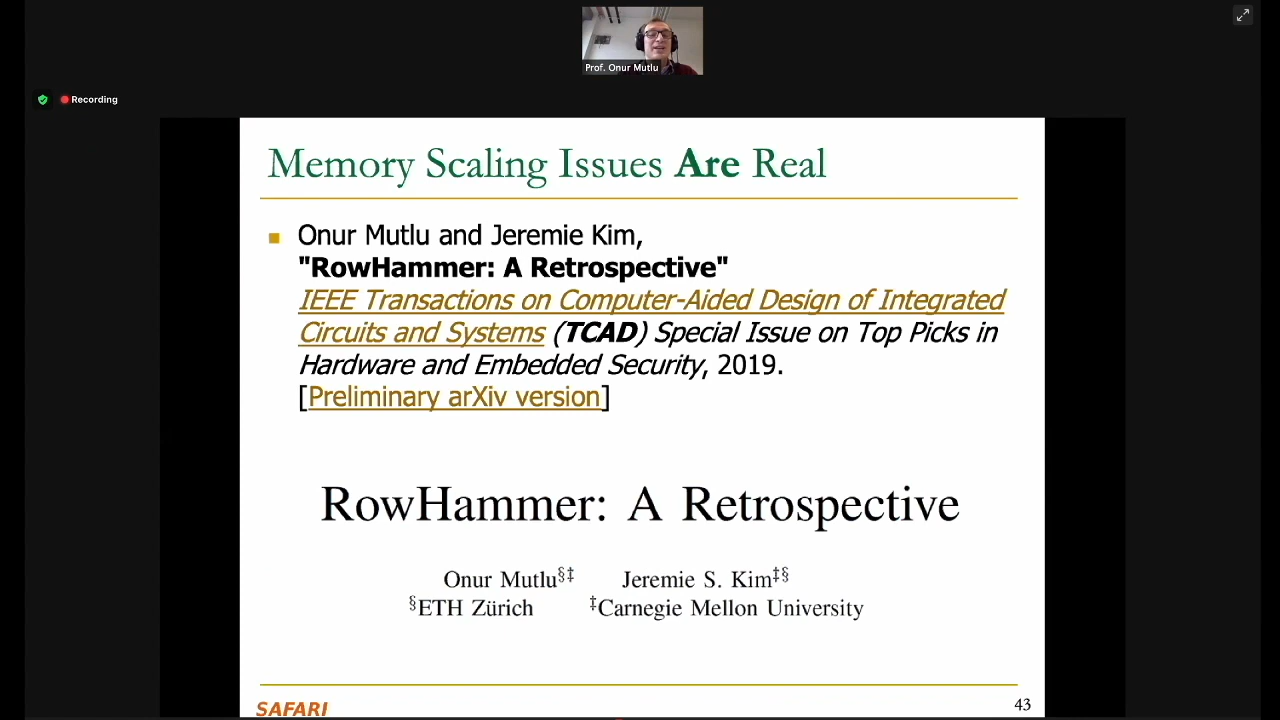 Prof. Onur Mutlu
Recording
Memory Scaling Issues Are Real
Onur Mutlu and Jeremie Kim,
"RowHammer: A Retrospective"
IEEE Transactions on Computer-Aided Design of Integrated
Circuits and Systems (TCAD) Special Issue on Top Picks in
Hardware and Embedded Security, 2019.
[Preliminary arXiv version]
RowHammer: A Retrospective
Onur Mutlu§‡ Jeremie S. Kim‡§
§ETH Zürich ‡Carnegie Mellon University
SAFARI
43